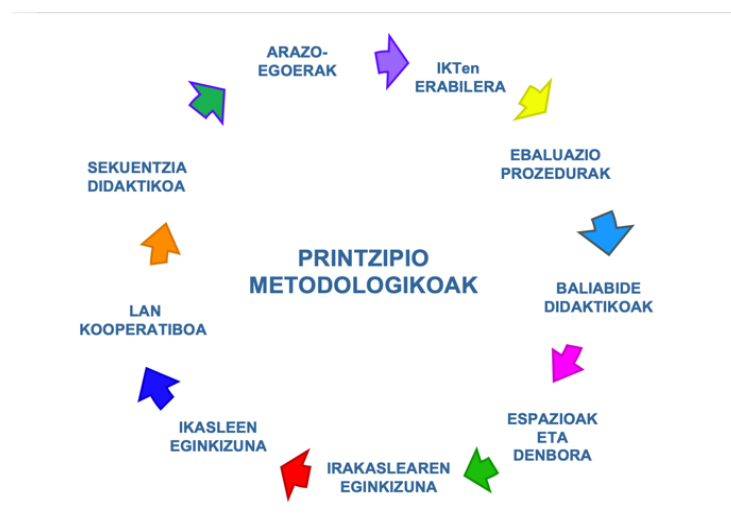 ARAZO-
EGOERAK
IKTen
ERABILERA
EBALUAZIO
PROZEDURAK
BALIABIDE
DIDAKTIKOAK
ESPAZIOAK
ETA
DENBORA
IRAKASLEAREN
EGINKIZUNA
IKASLEEN
EGINKIZUNA
LAN
KOOPERATIBOA
SEKUENTZIA
DIDAKTIKOA
PRINTZIPIO
METODOLOGIKOAK